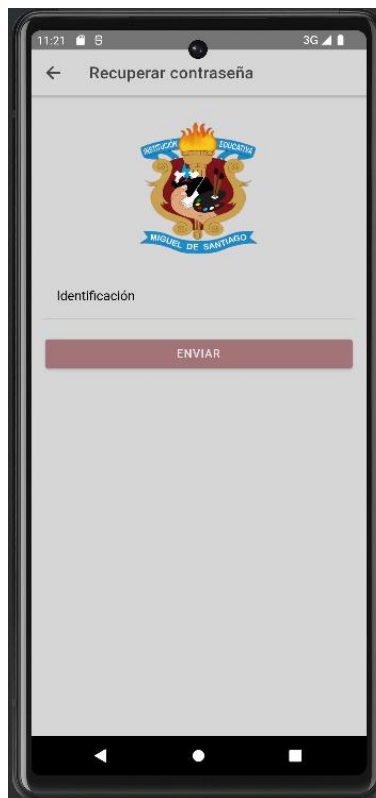 11:21
3G
Recuperar contraseña
INSTITUCIÓN EDUCATIVA
MIGUEL DE SANTIAGO
Identificación
ENVIAR